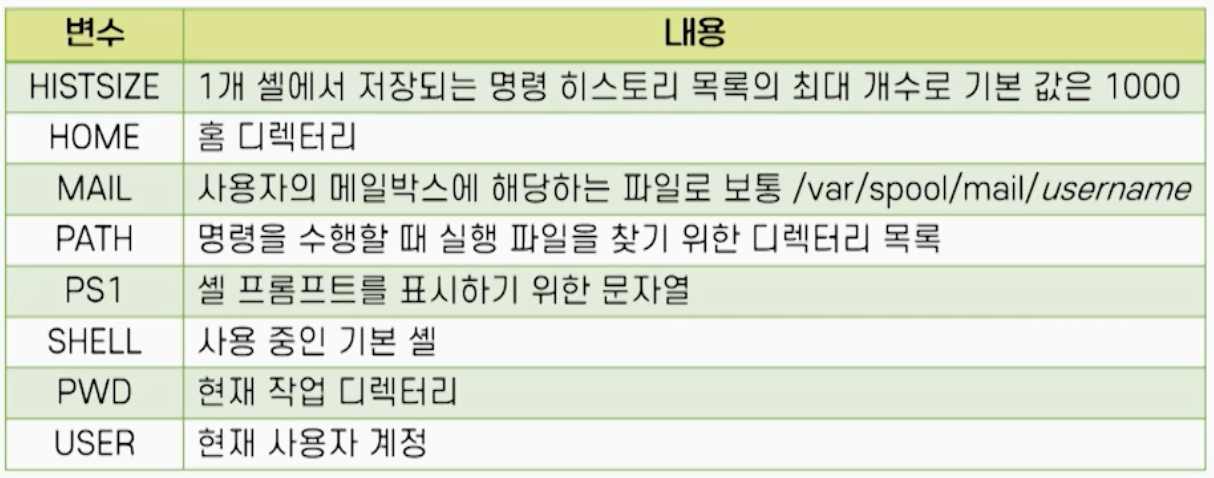 변수 내용
HISTSIZE 1개 셸에서 저장되는 명령 히스토리 목록의 최대 개수로 기본 값은 1000
HOME 홈 디렉터리
MAIL 사용자의 메일박스에 해당하는 파일로 보통 /var/spool/mail/username
PATH 명령을 수행할 때 실행 파일을 찾기 위한 디렉터리 목록
PS1 셸 프롬프트를 표시하기 위한 문자열
SHELL 사용 중인 기본 셸
PWD 현재 작업 디렉터리
USER 현재 사용자 계정